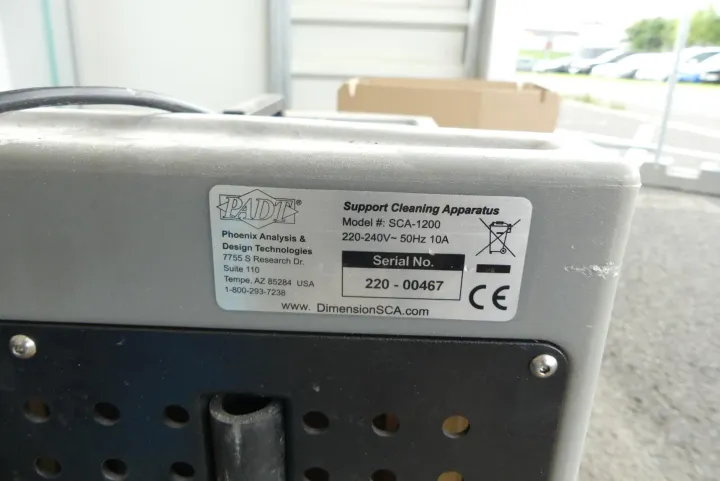 PADT®
Phoenix Analysis &
Design Technologies
7755 S Research Dr.
Suite 110
Tempe, AZ 85284 USA
1-800-293-7238
Support Cleaning Apparatus
Model #: SCA-1200
220-240V~ 50Hz 10A
Serial No.
220 - 00467
CE
www. DimensionSCA.com